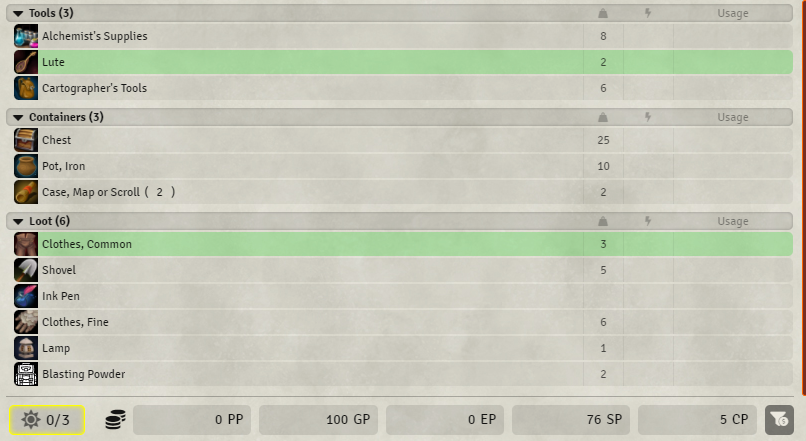 Tools (3) Usage
Alchemist's Supplies 8
Lute 2
Cartographer's Tools 6
Containers (3) Usage
Chest 25
Pot, Iron 10
Case, Map or Scroll ( 2 ) 2
Loot (6) Usage
Clothes, Common 3
Shovel 5
Ink Pen
Clothes, Fine 6
Lamp 1
Blasting Powder 2
0/3 0 PP 100 GP 0 EP 76 SP 5 CP